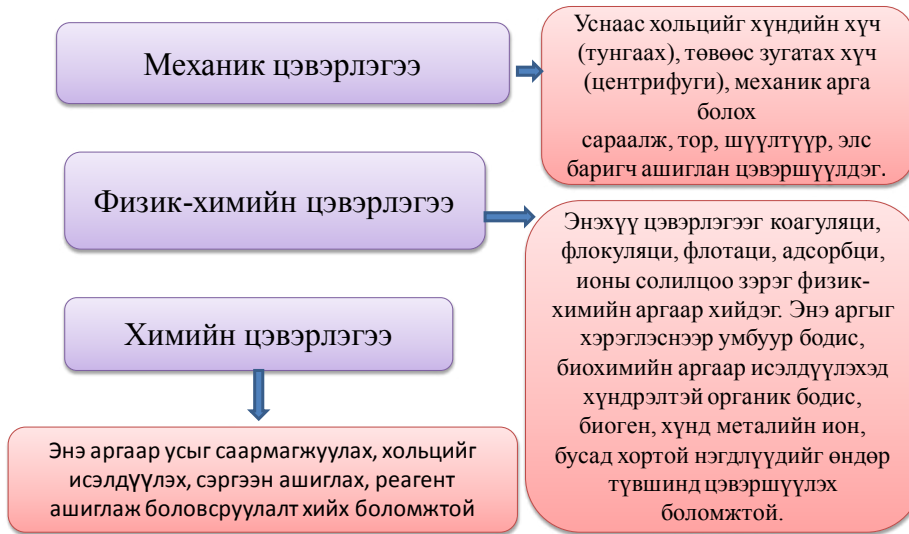 Механик цэвэрлэгээ
Уснаас хольцийг хүндийн хүч
(тунгаах), төвөөс зугатах хүч
(центрифуги), механик арга
болох
сараалж, тор, шүүлтүүр, элс
баригч ашиглан цэвэршүүлдэг.
Физик-химийн цэвэрлэгээ
Энэхүү цэвэрлэгээг коагуляци,
флокуляци, флотаци, адсорбци,
ионы солилцоо зэрэг физик-
химийн аргаар хийдэг. Энэ аргыг
хэрэглэснээр умбуур бодис,
биохимийн аргаар исэлдүүлэхэд
хүндрэлтэй органик бодис,
биоген, хүнд металийн ион,
бусад хортой нэгдлүүдийг өндөр
түвшинд цэвэршүүлэх
боломжтой.
Химийн цэвэрлэгээ
Энэ аргаар усыг саармагжуулах, хольцийг
исэлдүүлэх, сэргээн ашиглах, реагент
ашиглаж боловсруулалт хийх боломжтой